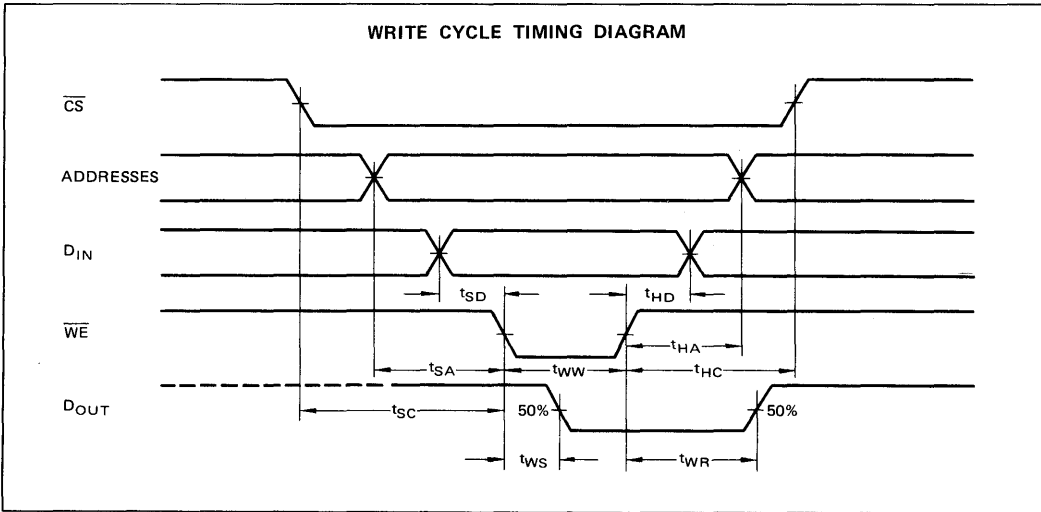 WRITE CYCLE TIMING DIAGRAM
CS
ADDRESSES
DIN
tSD
tHD
WE
tHA
tSA
tWW
tHC
DOUT
tSC
50%
50%
tWS
tWR